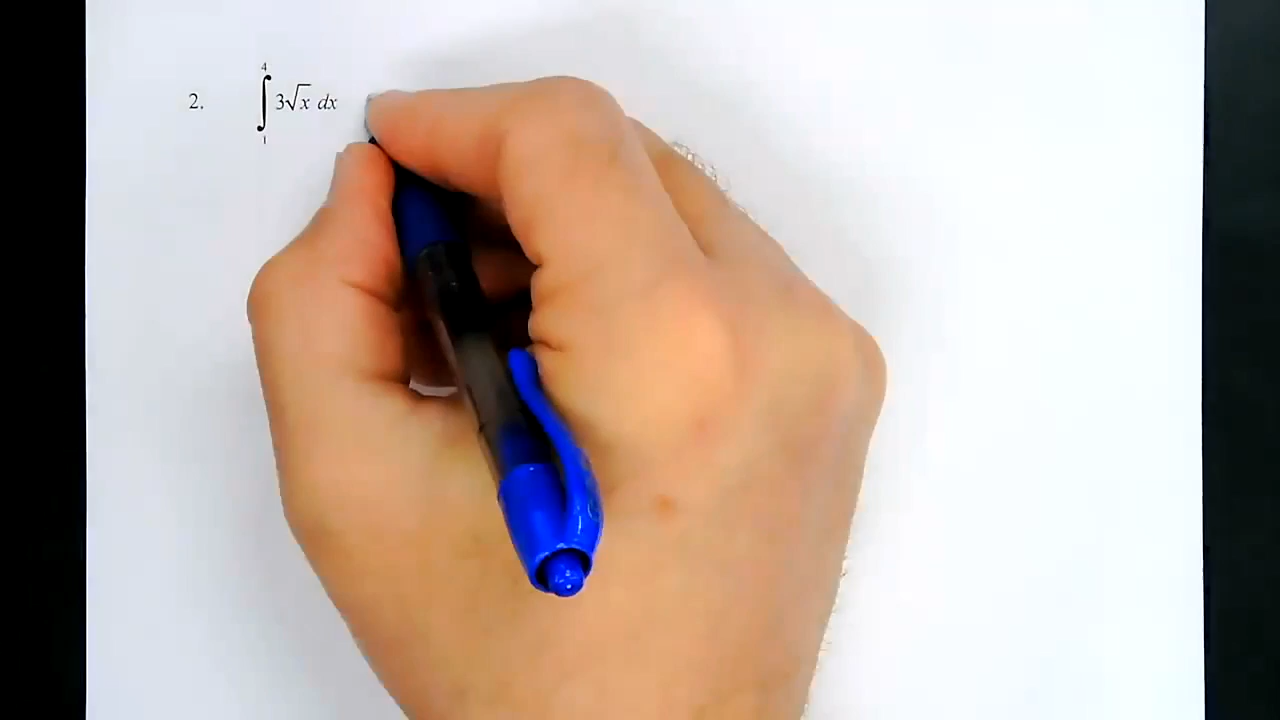 2. ∫₁⁴ 3√x dx